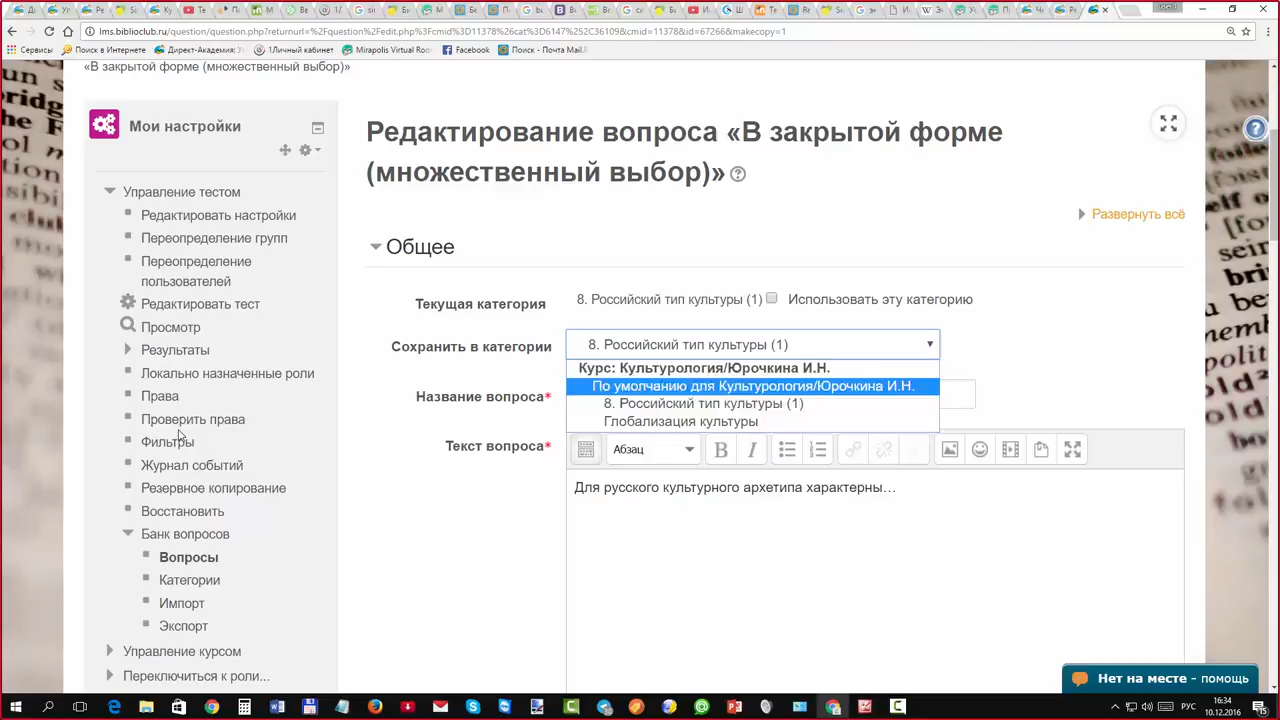 lms.biblioclub.ru/question/question.php?returnurl=%2Fquestion%2Fedit.php%3Fcmid%3D11378%26cat%3D6147%252C36109&cmid=11378&id=67266&makecopy=1
Сервисы
Поиск в Интернете
Директ-Академия: У
1Личный кабинет
Mirapolis Virtual Roo
Facebook
Поиск - Почта Mail.R
«В закрытой форме (множественный выбор)»
Мои настройки
Управление тестом
Редактировать настройки
Переопределение групп
Переопределение
пользователей
Редактировать тест
Просмотр
Результаты
Локально назначенные роли
Права
Проверить права
Фильтры
Журнал событий
Резервное копирование
Восстановить
Банк вопросов
Вопросы
Категории
Импорт
Экспорт
Управление курсом
Переключиться к роли...
Редактирование вопроса «В закрытой форме
(множественный выбор)»
Развернуть всё
Общее
Текущая категория
8. Российский тип культуры (1)
Использовать эту категорию
Сохранить в категории
8. Российский тип культуры (1)
Курс: Культурология/Юрочкина И.Н.
По умолчанию для Культурология/Юрочкина И.Н.
8. Российский тип культуры (1)
Глобализация культуры
Название вопроса*
Текст вопроса*
Абзац
B I
Для русского культурного архетипа характерны…
Нет на месте - помощь
РУС
16:34
10.12.2016
15